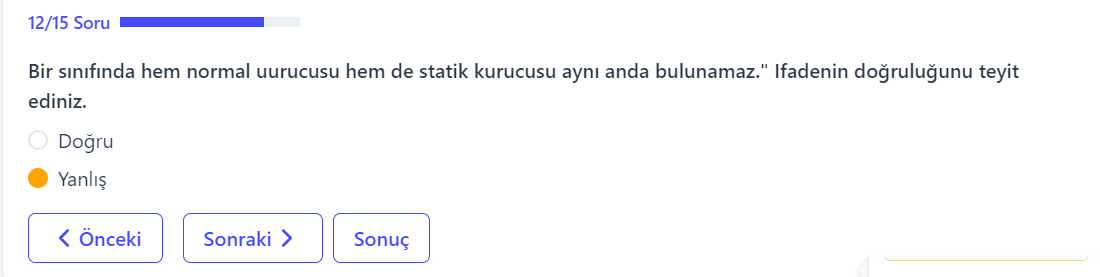 12/15 Soru
Bir sınıfında hem normal uurucusu hem de statik kurucusu aynı anda bulunamaz." Ifadenin doğruluğunu teyit
ediniz.
Doğru
Yanlış
Önceki
Sonraki
Sonuç